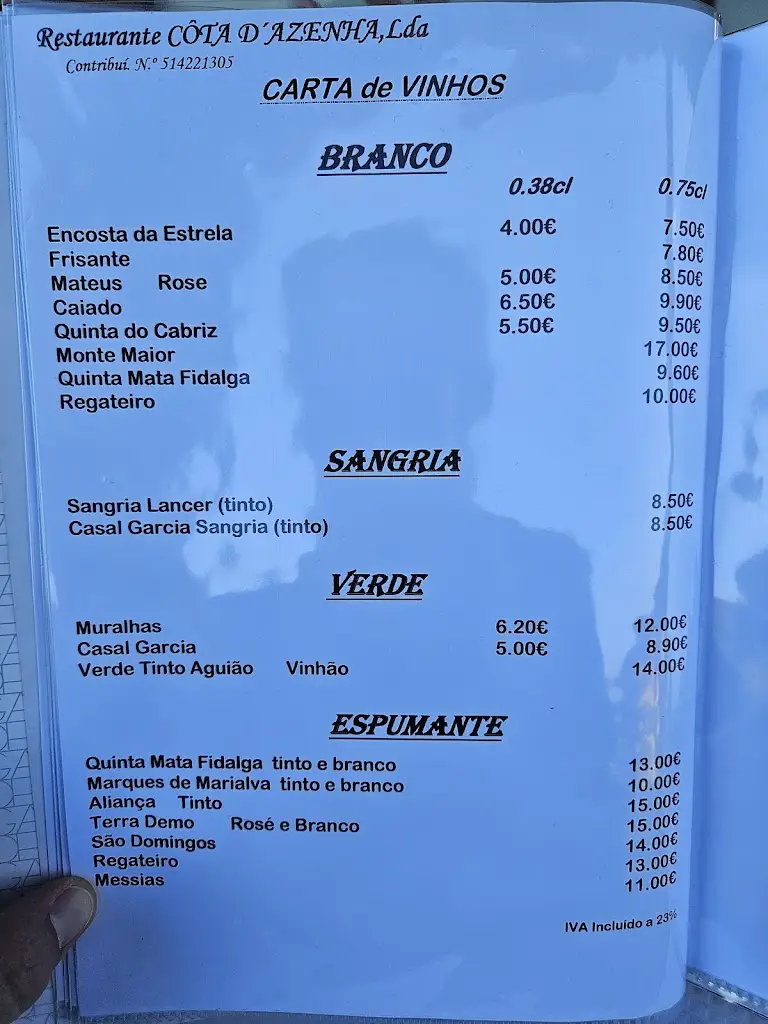 Restaurante CÔTA D´AZENHA,Lda
Contribuí. N.º 514221305
CARTA de VINHOS
BRANCO
0.38cl 0.75cl
Encosta da Estrela 4.00€ 7.50€
Frisante 7.80€
Mateus Rose 5.00€ 8.50€
Caiado 6.50€ 9.90€
Quinta do Cabriz 5.50€ 9.50€
Monte Maior 17.00€
Quinta Mata Fidalga 9.60€
Regateiro 10.00€
SANGRIA
Sangria Lancer (tinto) 8.50€
Casal Garcia Sangria (tinto) 8.50€
VERDE
Muralhas 6.20€ 12.00€
Casal Garcia 5.00€ 8.90€
Verde Tinto Aguião Vinhão 14.00€
ESPUMANTE
Quinta Mata Fidalga tinto e branco 13.00€
Marques de Marialva tinto e branco 10.00€
Aliança Tinto 15.00€
Terra Demo Rosé e Branco 15.00€
São Domingos 14.00€
Regateiro 13.00€
Messias 11.00€
IVA Incluído a 23%